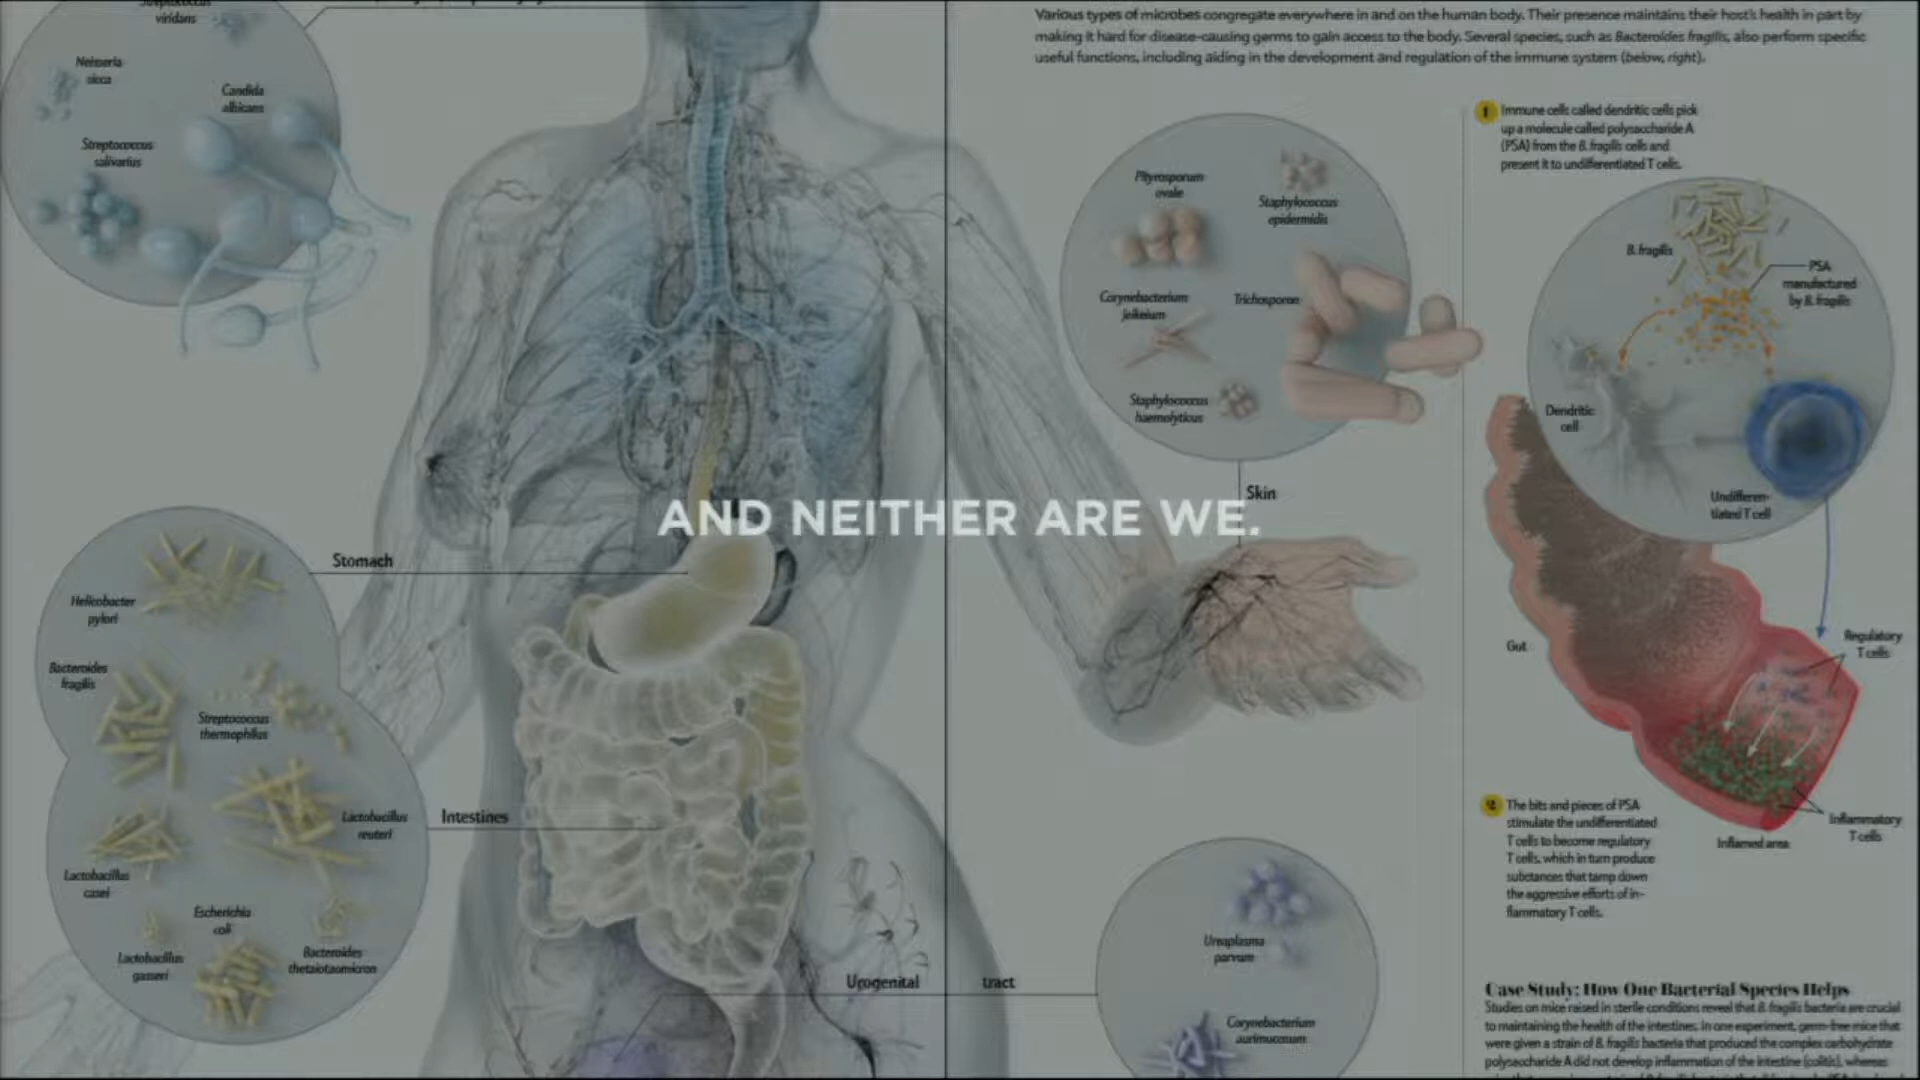 Streptococcus
viridans
Neisseria
sicca
Candida
albicans
Streptococcus
salivarius
Various types of microbes congregate everywhere in and on the human body. Their presence maintains their host's health in part by
making it hard for disease-causing germs to gain access to the body. Several species, such as Bacteroides fragilis, also perform specific
useful functions, including aiding in the development and regulation of the immune system (below, right).
Pityrosporum
ovale
Staphylococcus
epidermidis
Corynebacterium
jeikeium
Trichosporon
Staphylococcus
haemolyticus
Skin
1 Immune cells called dendritic cells pick
up a molecule called polysaccharide A
(PSA) from the B. fragilis cells and
present it to undifferentiated T cells.
B. fragilis
PSA
manufactured
by B. fragilis
Dendritic
cell
Undifferen-
tiated T cell
AND NEITHER ARE WE.
Stomach
Helicobacter
pylori
Bacteroides
fragilis
Streptococcus
thermophilus
Lactobacillus
reuteri
Intestines
Lactobacillus
casei
Escherichia
coli
Lactobacillus
gasseri
Bacteroides
thetaiotaomicron
Urogenital tract
Ureaplasma
parvum
Corynebacterium
aurimucosum
Gut
Regulatory
T cells
Inflammatory
T cells
Inflamed area
2 The bits and pieces of PSA
stimulate the undifferentiated
T cells to become regulatory
T cells, which in turn produce
substances that tamp down
the aggressive efforts of in-
flammatory T cells.
Case Study: How One Bacterial Species Helps
Studies on mice raised in sterile conditions reveal that B. fragilis bacteria are crucial
to maintaining the health of the intestines. In one experiment, germ-free mice that
were given a strain of B. fragilis bacteria that produced the complex carbohydrate
polysaccharide A did not develop inflammation of the intestine (colitis), whereas